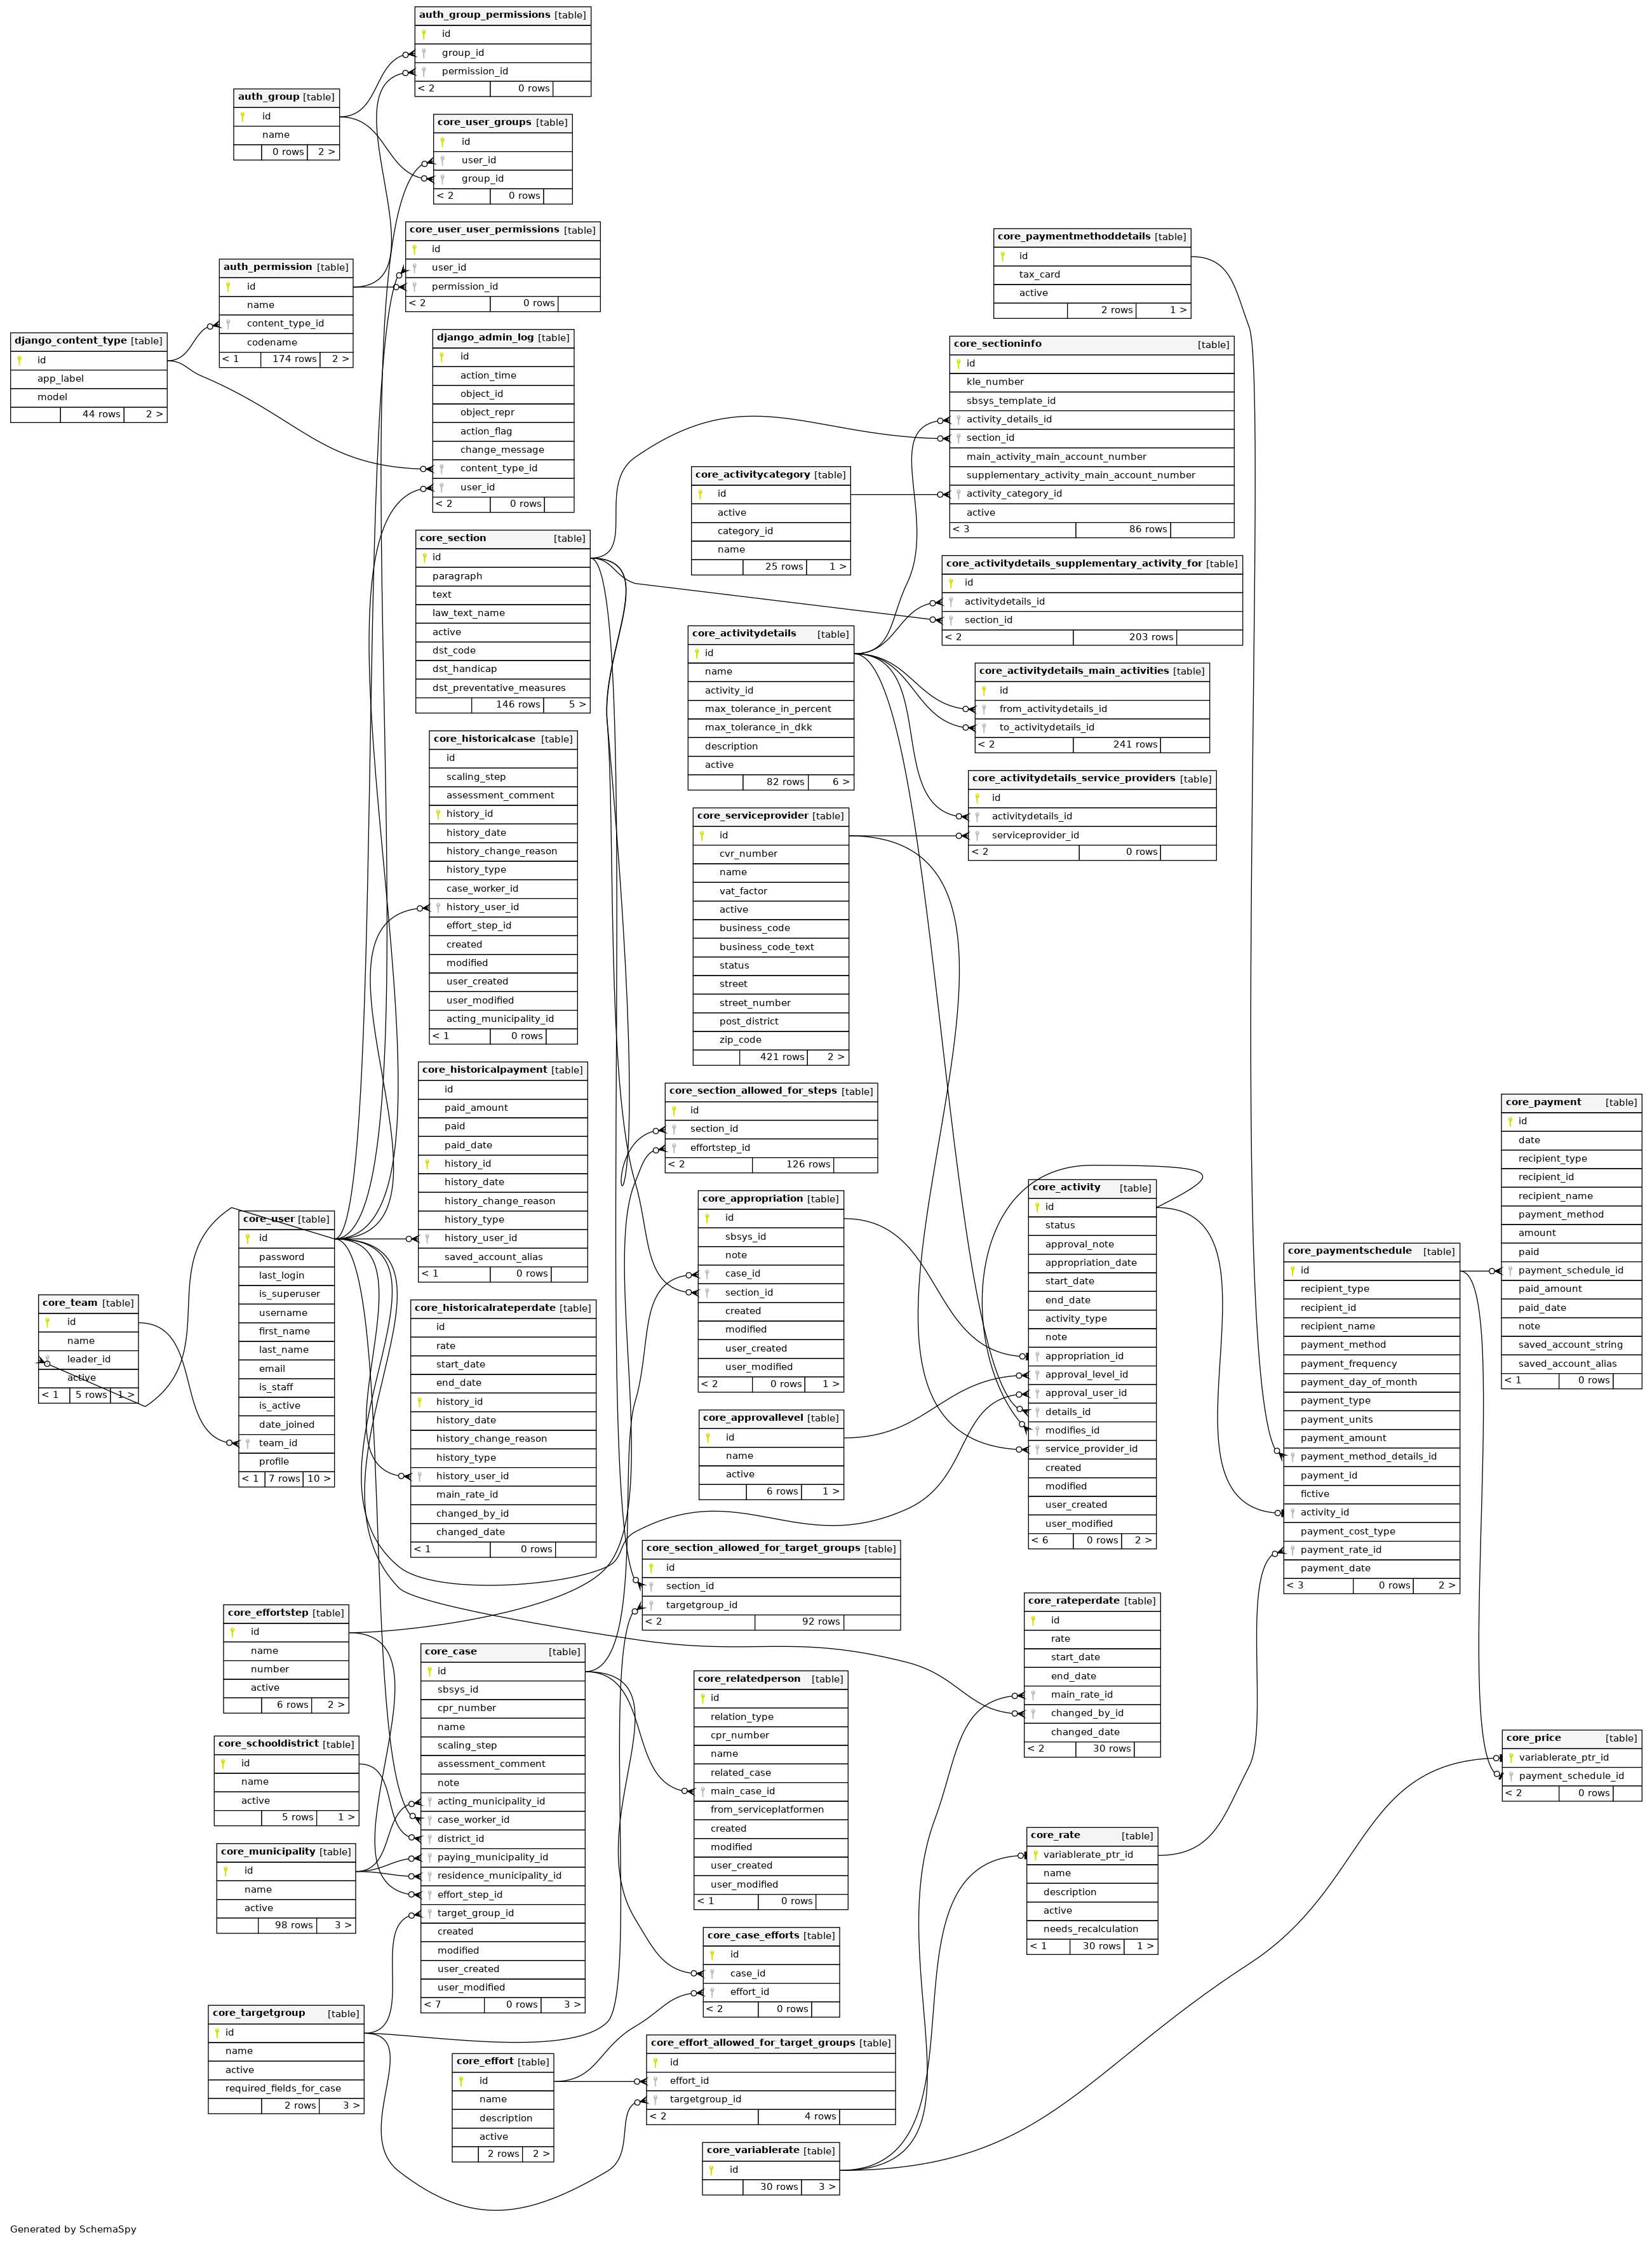 auth_group_permissions [table]
id
group_id
permission_id
< 2 0 rows
auth_group [table]
id
name
0 rows 2 >
core_user_groups [table]
id
user_id
group_id
< 2 0 rows
core_user_user_permissions [table]
id
user_id
permission_id
< 2 0 rows
auth_permission [table]
id
name
content_type_id
codename
< 1 174 rows 2 >
django_content_type [table]
id
app_label
model
44 rows 2 >
django_admin_log [table]
id
action_time
object_id
object_repr
action_flag
change_message
content_type_id
user_id
< 2 0 rows
core_paymentmethoddetails [table]
id
tax_card
active
2 rows 1 >
core_sectioninfo [table]
id
kle_number
sbsys_template_id
activity_details_id
section_id
main_activity_main_account_number
supplementary_activity_main_account_number
activity_category_id
active
< 3 86 rows
core_activitycategory [table]
id
active
category_id
name
25 rows 1 >
core_section [table]
id
paragraph
text
law_text_name
active
dst_code
dst_handicap
dst_preventative_measures
146 rows 5 >
core_activitydetails_supplementary_activity_for [table]
id
activitydetails_id
section_id
< 2 203 rows
core_activitydetails [table]
id
name
activity_id
max_tolerance_in_percent
max_tolerance_in_dkk
description
active
82 rows 6 >
core_activitydetails_main_activities [table]
id
from_activitydetails_id
to_activitydetails_id
< 2 241 rows
core_activitydetails_service_providers [table]
id
activitydetails_id
serviceprovider_id
< 2 0 rows
core_historicalcase [table]
id
scaling_step
assessment_comment
history_id
history_date
history_change_reason
history_type
case_worker_id
history_user_id
effort_step_id
created
modified
user_created
user_modified
acting_municipality_id
< 1 0 rows
core_serviceprovider [table]
id
cvr_number
name
vat_factor
active
business_code
business_code_text
status
street
street_number
post_district
zip_code
421 rows 2 >
core_historicalpayment [table]
id
paid_amount
paid
paid_date
history_id
history_date
history_change_reason
history_type
history_user_id
saved_account_alias
< 1 0 rows
core_section_allowed_for_steps [table]
id
section_id
effortstep_id
< 2 126 rows
core_appropriation [table]
id
sbsys_id
note
case_id
section_id
created
modified
user_created
user_modified
< 2 0 rows 1 >
core_activity [table]
id
status
approval_note
appropriation_date
start_date
end_date
activity_type
note
appropriation_id
approval_level_id
approval_user_id
details_id
modifies_id
service_provider_id
created
modified
user_created
user_modified
< 6 0 rows 2 >
core_payment [table]
id
date
recipient_type
recipient_id
recipient_name
payment_method
amount
paid
payment_schedule_id
paid_amount
paid_date
note
saved_account_string
saved_account_alias
< 1 0 rows
core_paymentschedule [table]
id
recipient_type
recipient_id
recipient_name
payment_method
payment_frequency
payment_day_of_month
payment_type
payment_units
payment_amount
payment_method_details_id
payment_id
fictive
activity_id
payment_cost_type
payment_rate_id
payment_date
< 3 0 rows 2 >
core_user [table]
id
password
last_login
is_superuser
username
first_name
last_name
email
is_staff
is_active
date_joined
team_id
profile
< 1 7 rows 10 >
core_team [table]
id
name
leader_id
active
< 1 5 rows 1 >
core_historicalrateperdate [table]
id
rate
start_date
end_date
history_id
history_date
history_change_reason
history_type
history_user_id
main_rate_id
changed_by_id
changed_date
< 1 0 rows
core_approvallevel [table]
id
name
active
6 rows 1 >
core_section_allowed_for_target_groups [table]
id
section_id
targetgroup_id
< 2 92 rows
core_effortstep [table]
id
name
number
active
6 rows 2 >
core_schooldistrict [table]
id
name
active
5 rows 1 >
core_municipality [table]
id
name
active
98 rows 3 >
core_case [table]
id
sbsys_id
cpr_number
name
scaling_step
assessment_comment
note
acting_municipality_id
case_worker_id
district_id
paying_municipality_id
residence_municipality_id
effort_step_id
target_group_id
created
modified
user_created
user_modified
< 7 0 rows 3 >
core_relatedperson [table]
id
relation_type
cpr_number
name
related_case
main_case_id
from_serviceplatformen
created
modified
user_created
user_modified
< 1 0 rows
core_rateperdate [table]
id
rate
start_date
end_date
main_rate_id
changed_by_id
changed_date
< 2 30 rows
core_price [table]
variablerate_ptr_id
payment_schedule_id
< 2 0 rows
core_rate [table]
variablerate_ptr_id
name
description
active
needs_recalculation
< 1 30 rows 1 >
core_case_efforts [table]
id
case_id
effort_id
< 2 0 rows
core_targetgroup [table]
id
name
active
required_fields_for_case
2 rows 3 >
core_effort [table]
id
name
description
active
2 rows 2 >
core_effort_allowed_for_target_groups [table]
id
effort_id
targetgroup_id
< 2 4 rows
core_variablerate [table]
id
30 rows 3 >
Generated by SchemaSpy